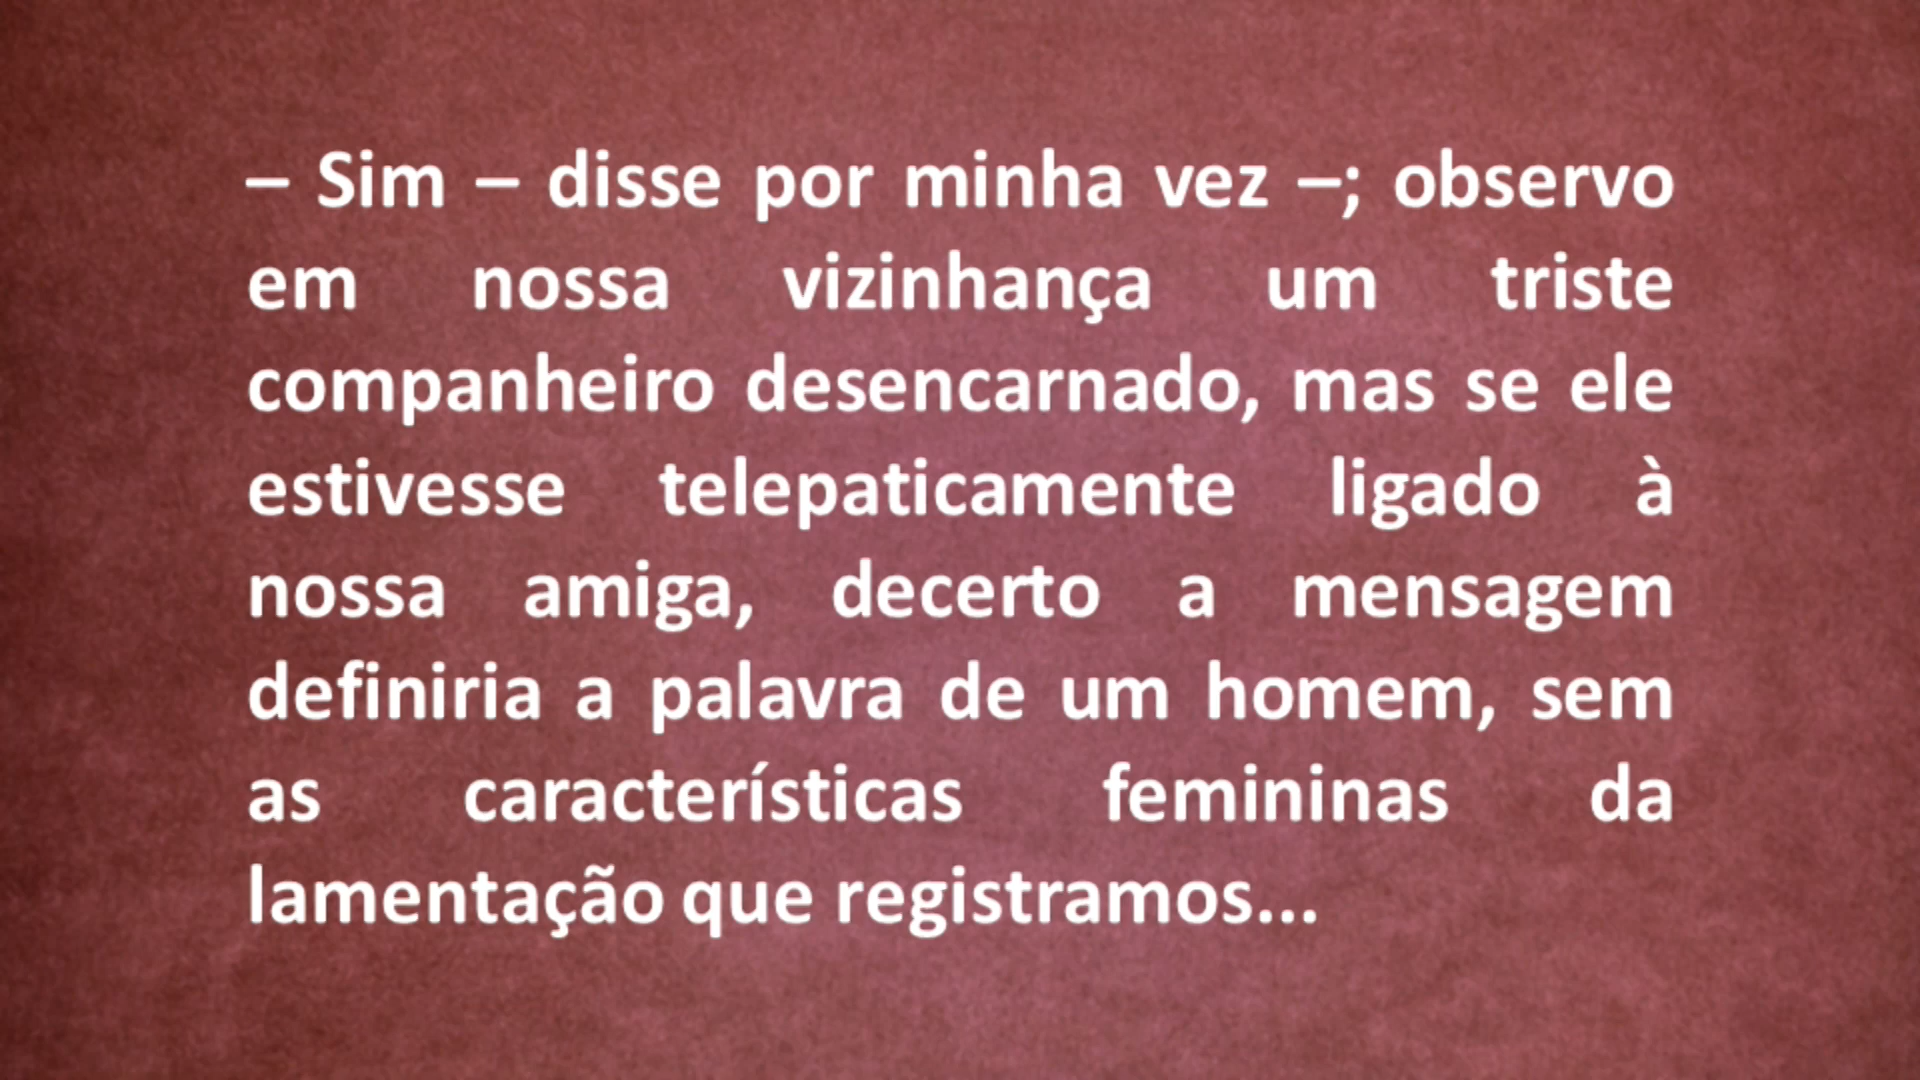 – Sim – disse por minha vez –; observo
em nossa vizinhança um triste
companheiro desencarnado, mas se ele
estivesse telepaticamente ligado à
nossa amiga, decerto a mensagem
definiria a palavra de um homem, sem
as características femininas da
lamentação que registramos...